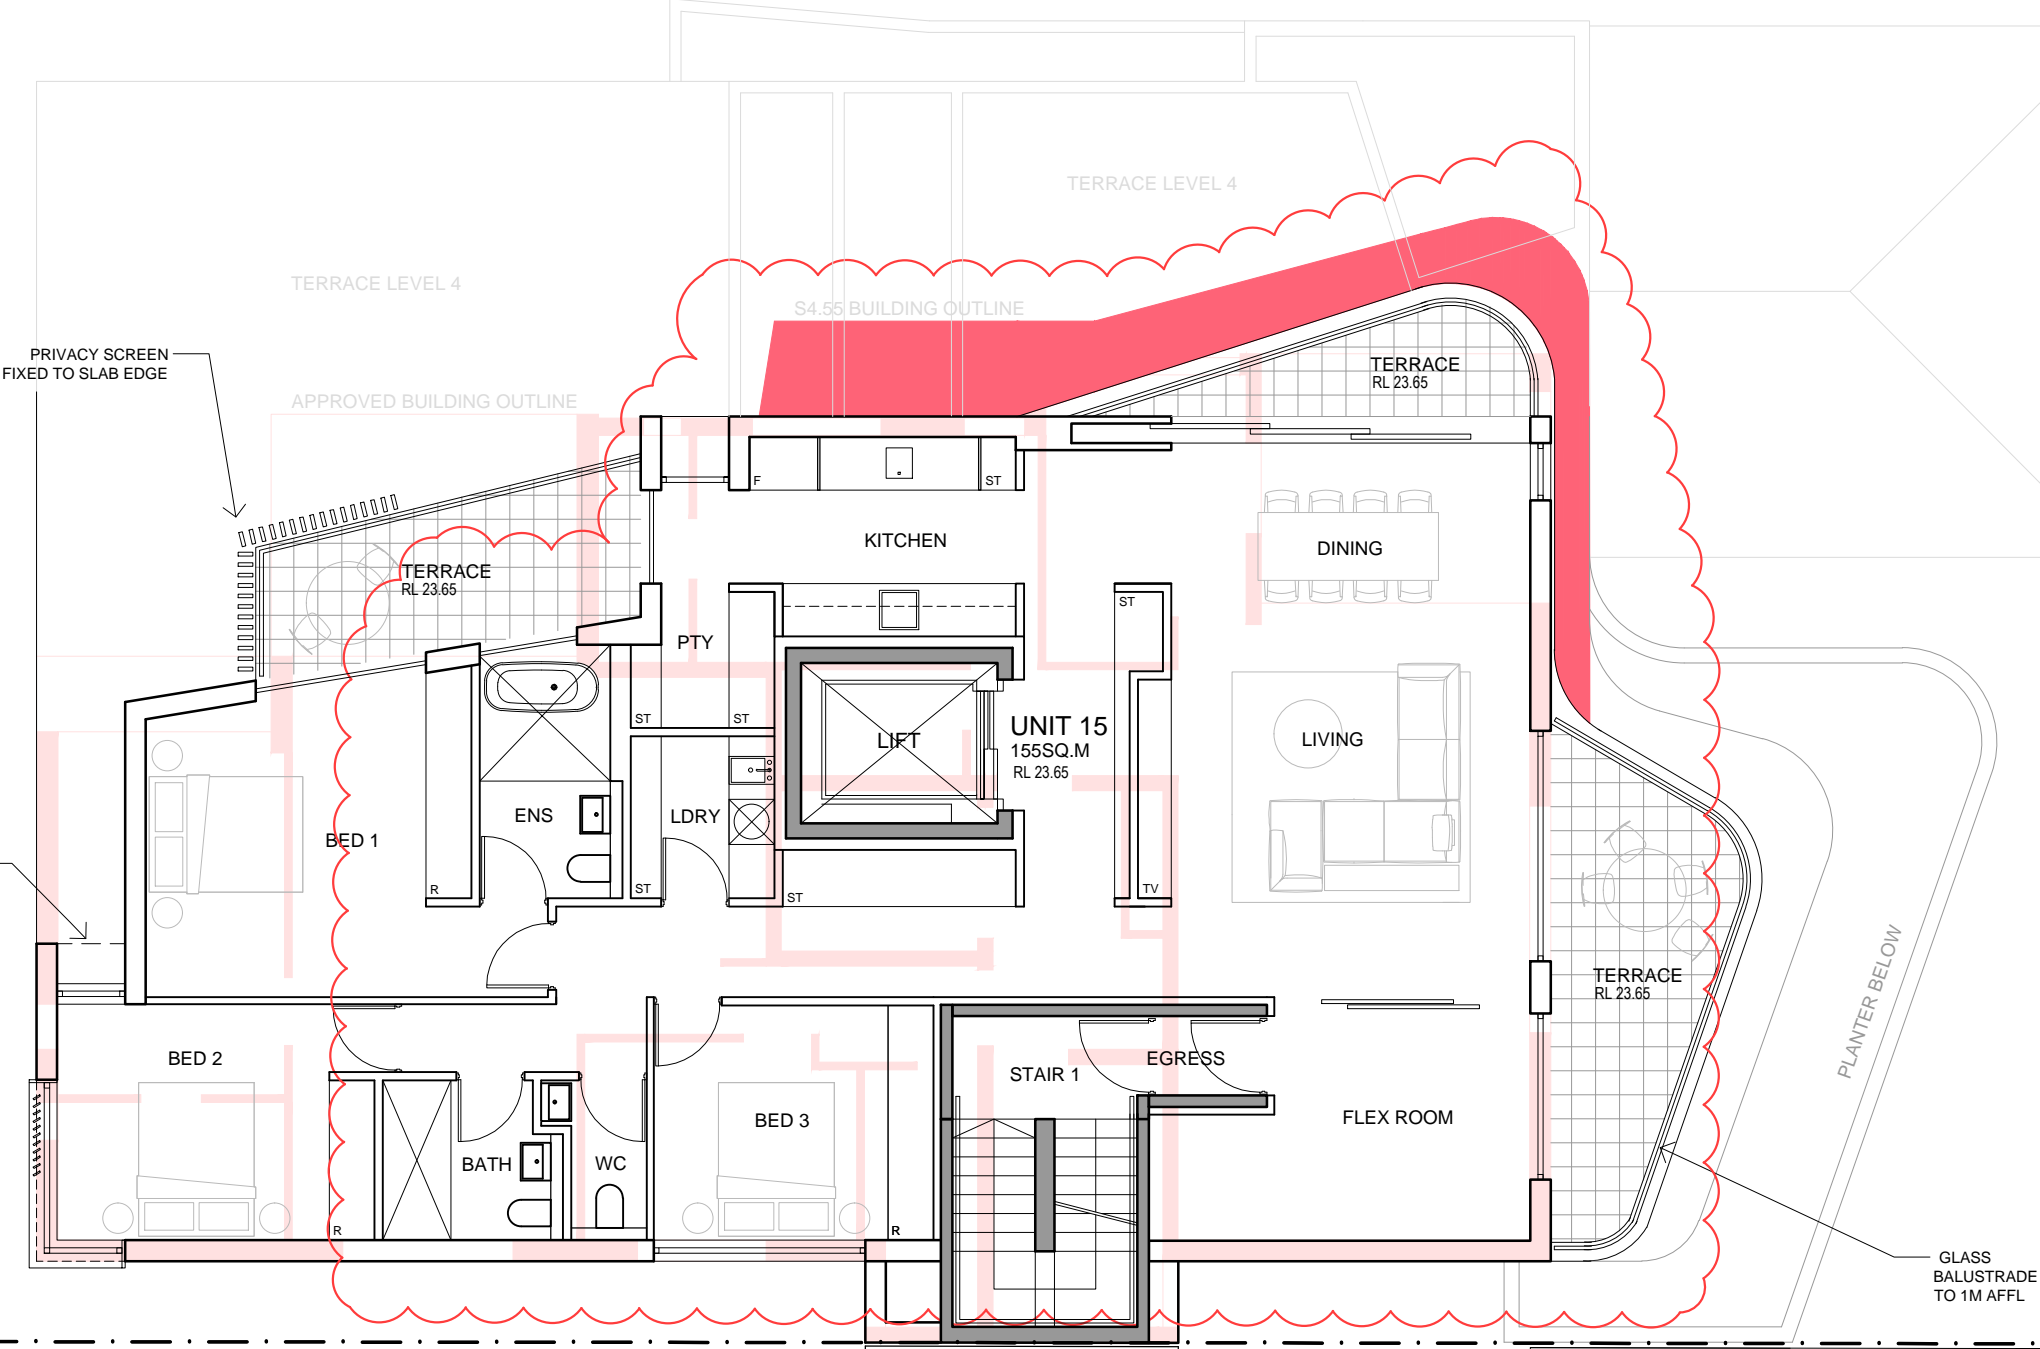 TERRACE LEVEL 4
TERRACE LEVEL 4
S4.55 BUILDING OUTLINE
PRIVACY SCREEN
FIXED TO SLAB EDGE
TERRACE
RL 23.65
APPROVED BUILDING OUTLINE
F
ST
KITCHEN
DINING
TERRACE
RL 23.65
ST
PTY
ST
ST
LIFT
UNIT 15
155SQ.M
RL 23.65
LIVING
ENS
LDRY
BED 1
R
ST
ST
TV
TERRACE
RL 23.65
PLANTER BELOW
BED 2
STAIR 1
EGRESS
BED 3
FLEX ROOM
BATH
WC
R
R
GLASS
BALUSTRADE
TO 1M AFFL